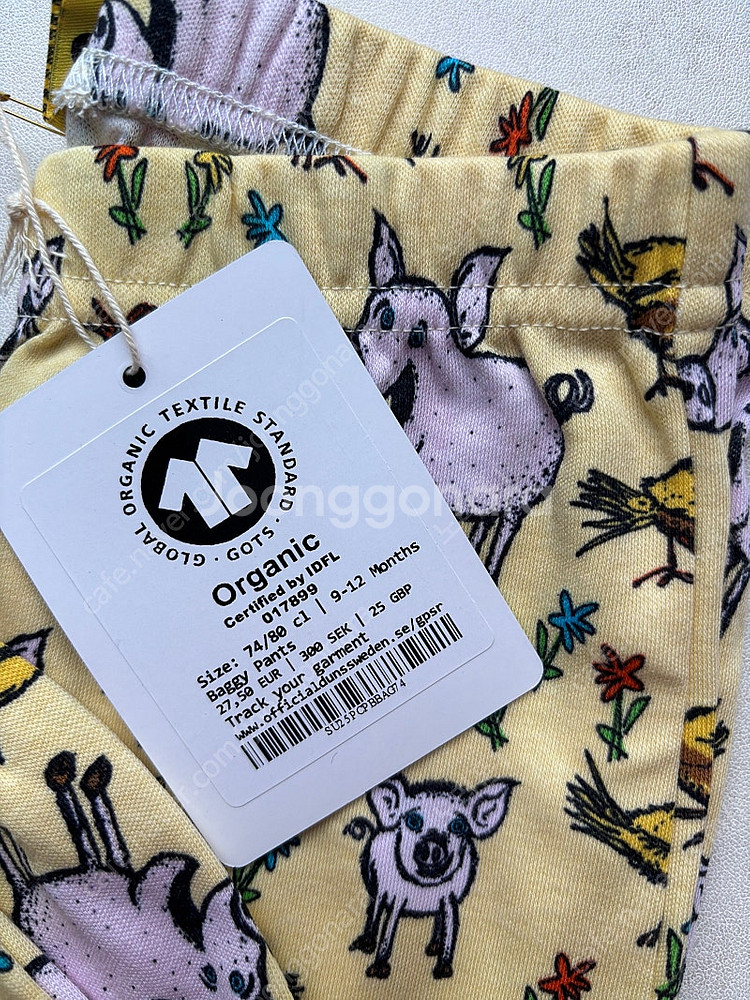 GLOBAL ORGANIC TEXTILE STANDARD · GOTS ·
Organic
Certified by IDFL
017899
Size: 74/80 cl | 9-12 Months
Baggy Pants
27,50 EUR | 300 SEK | 25 GBP
Track your garment
www.officialdunssweden.se/gpsr
SU25PCPBBAG74
Joonggonara